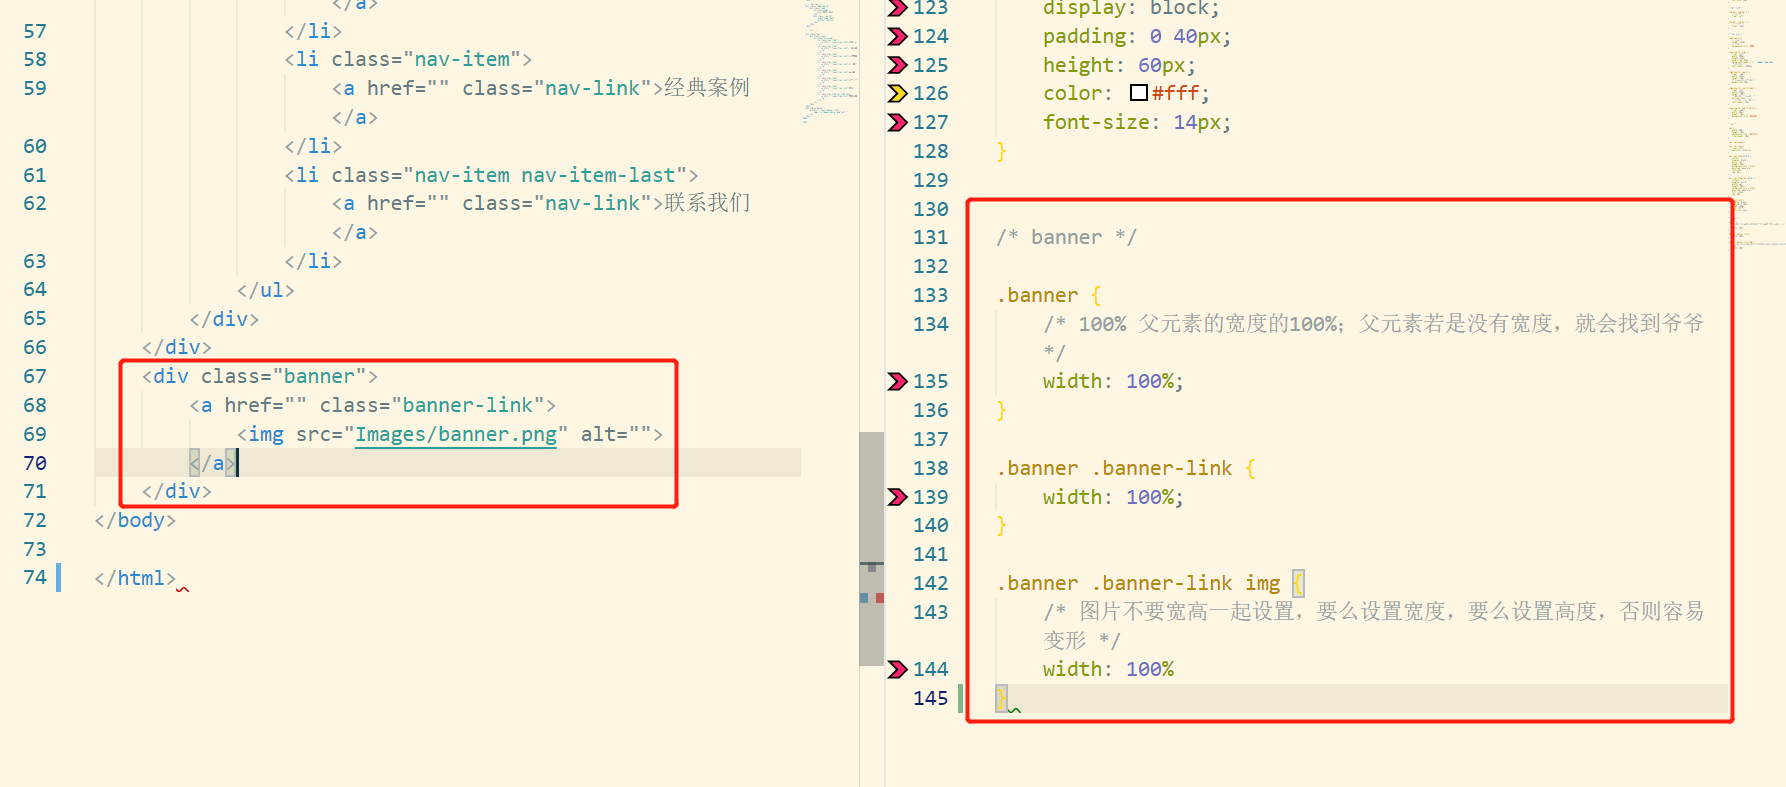 </a>
57 </li>
58 <li class="nav-item">
59 <a href="" class="nav-link">经典案例
</a>
60 </li>
61 <li class="nav-item nav-item-last">
62 <a href="" class="nav-link">联系我们
</a>
63 </li>
64 </ul>
65 </div>
66 </div>
67 <div class="banner">
68 <a href="" class="banner-link">
69 <img src="Images/banner.png" alt="">
70 </a>
71 </div>
72 </body>
73
74 </html>
123 display: block;
124 padding: 0 40px;
125 height: 60px;
126 color: #fff;
127 font-size: 14px;
128 }
129
130
131 /* banner */
132
133 .banner {
134 /* 100% 父元素的宽度的100%；父元素若是没有宽度，就会找到爷爷
*/
135 width: 100%;
136 }
137
138 .banner .banner-link {
139 width: 100%;
140 }
141
142 .banner .banner-link img {
143 /* 图片不要宽高一起设置，要么设置宽度，要么设置高度，否则容易
变形 */
144 width: 100%
145 }